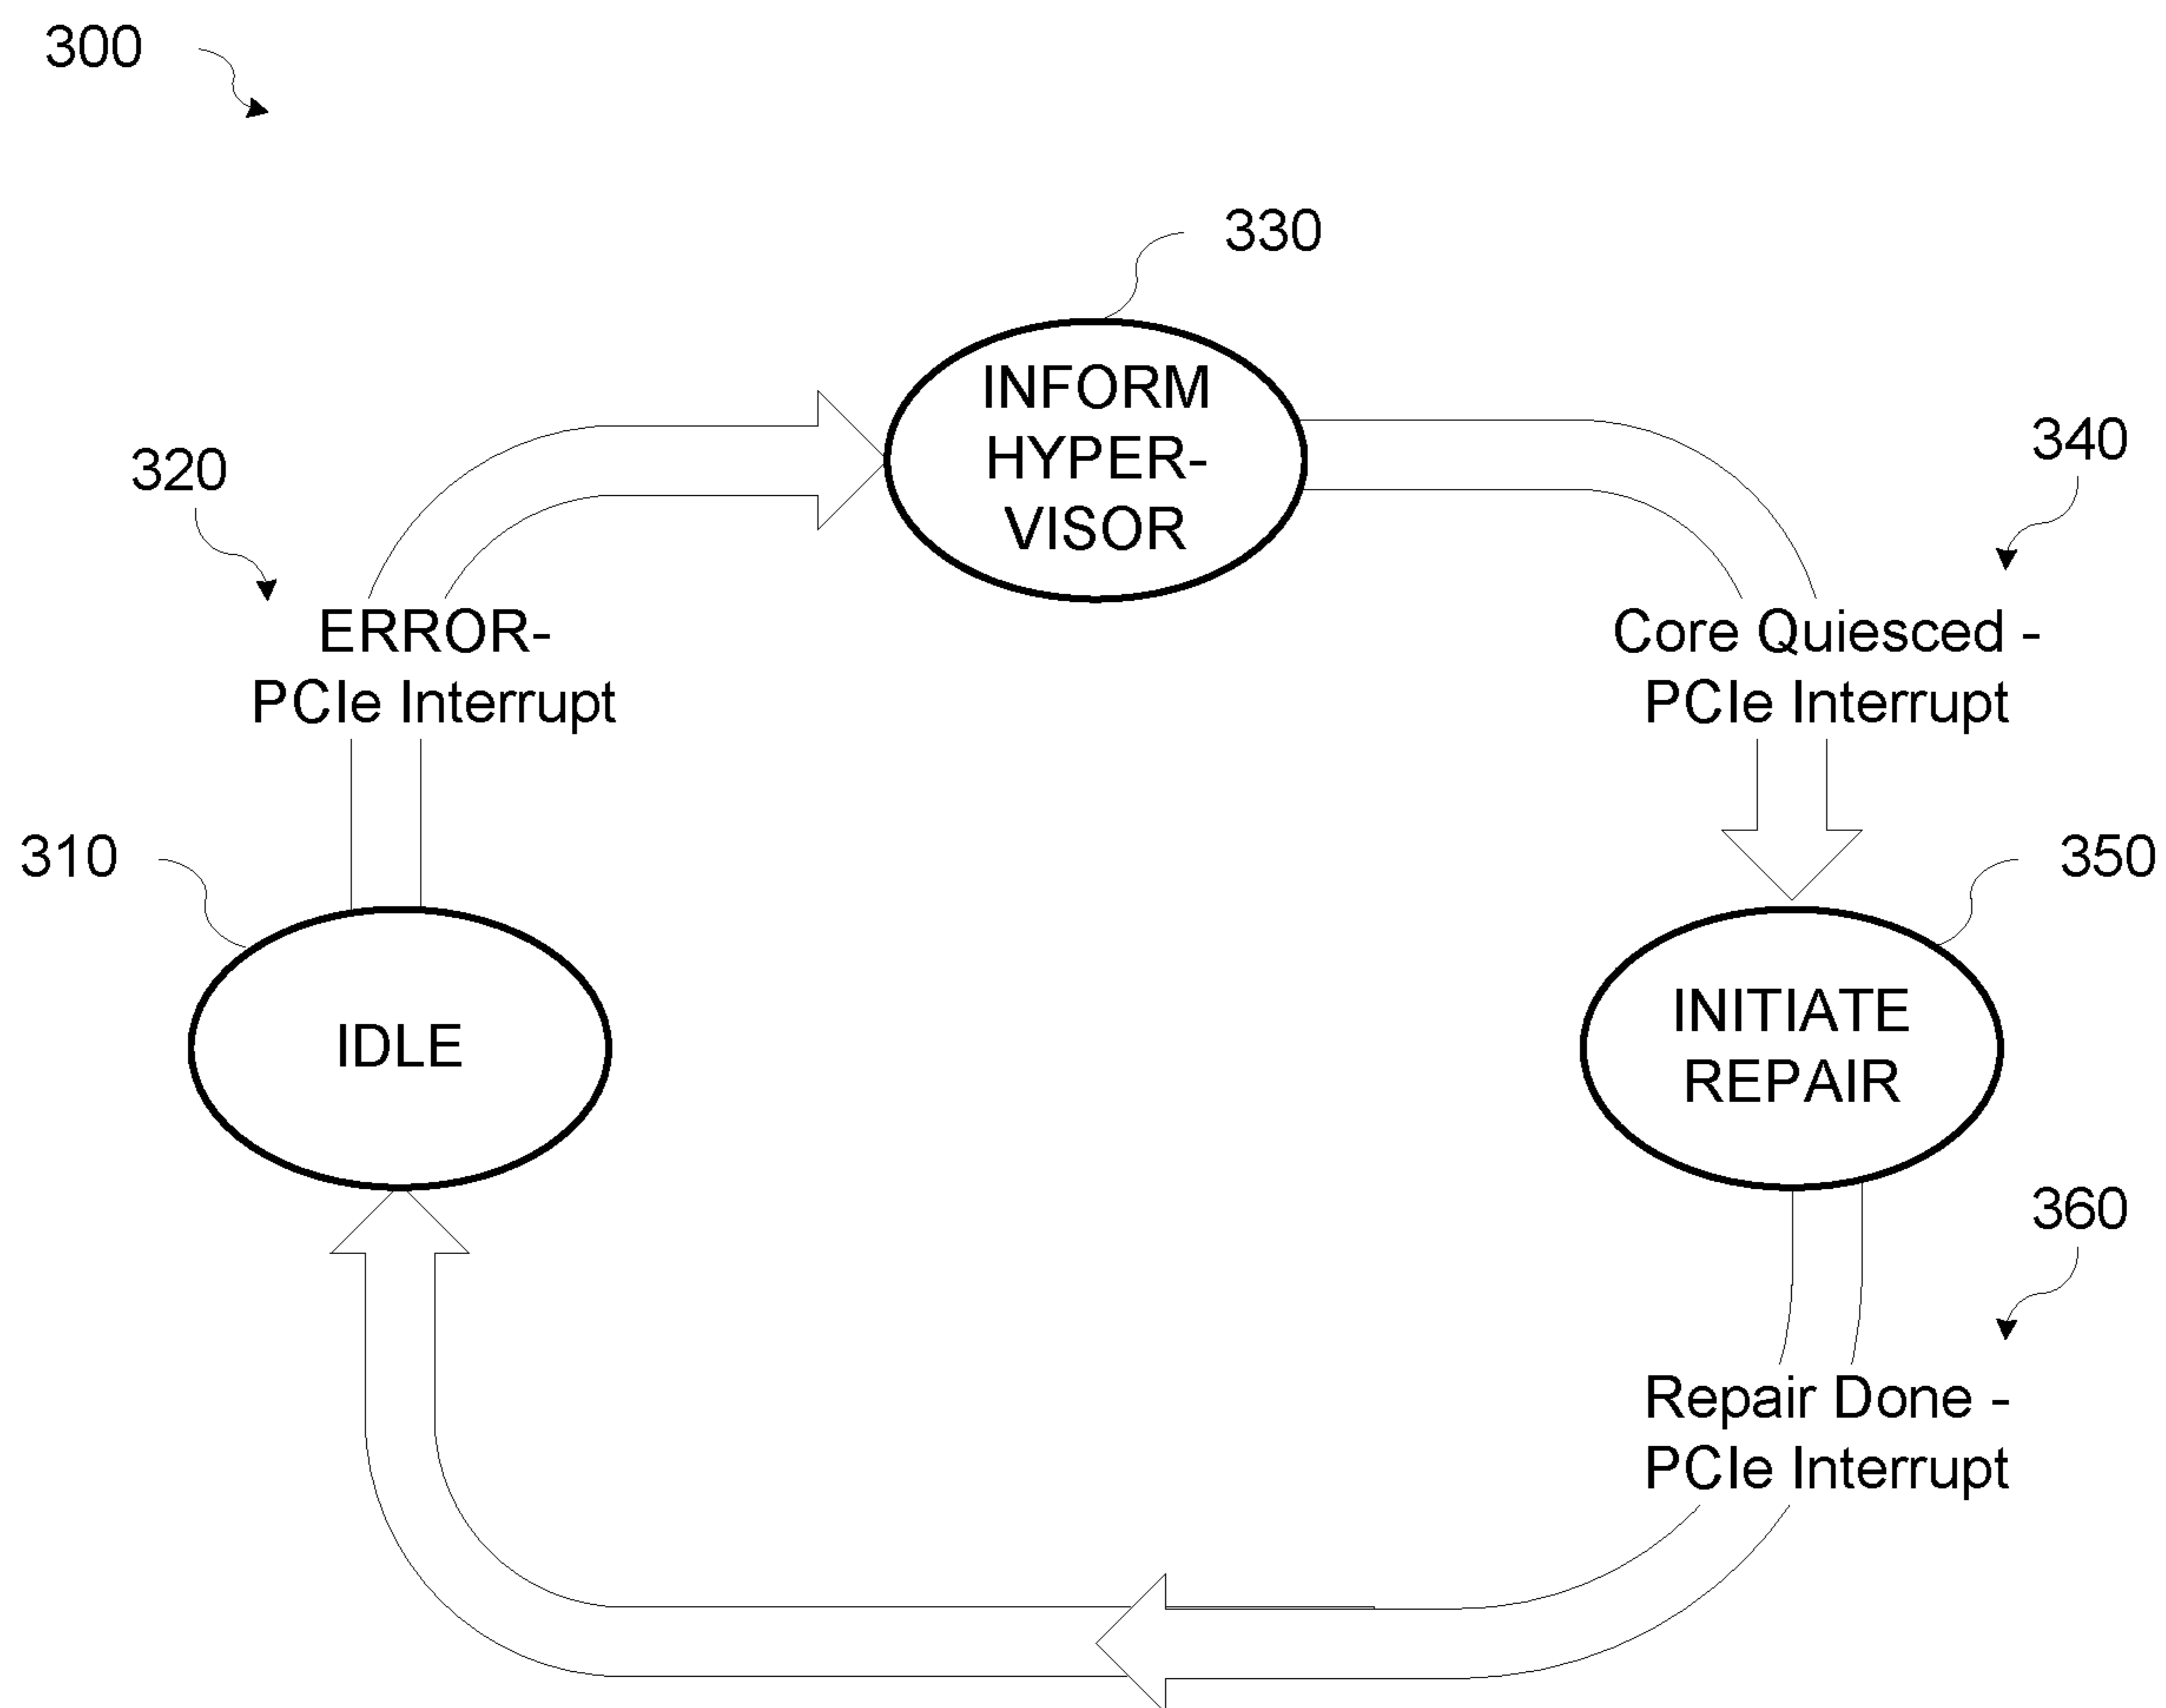 300
330
INFORM
HYPER-
VISOR
340
320
ERROR-
PCIe Interrupt
Core Quiesced -
PCIe Interrupt
310
350
IDLE
INITIATE
REPAIR
360
Repair Done -
PCIe Interrupt